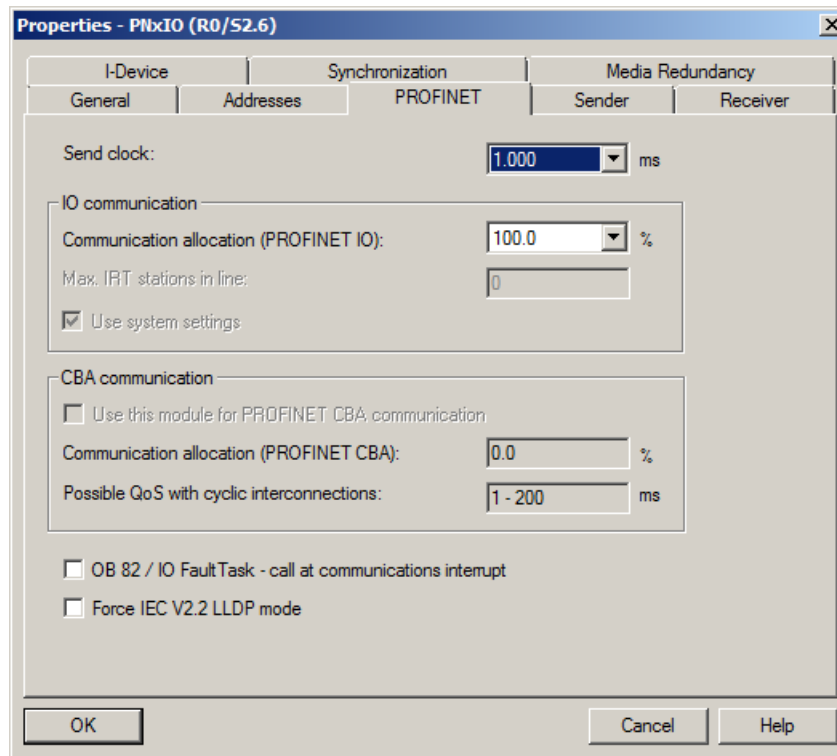 Properties - PNxIO (R0/S2.6)
I-Device Synchronization Media Redundancy
General Addresses PROFINET Sender Receiver
Send clock: 1.000 ms
IO communication
Communication allocation (PROFINET IO): 100.0 %
Max. IRT stations in line: 0
Use system settings
CBA communication
Use this module for PROFINET CBA communication
Communication allocation (PROFINET CBA): 0.0 %
Possible QoS with cyclic interconnections: 1 - 200 ms
OB 82 / IO FaultTask - call at communications interrupt
Force IEC V2.2 LLDP mode
OK Cancel Help